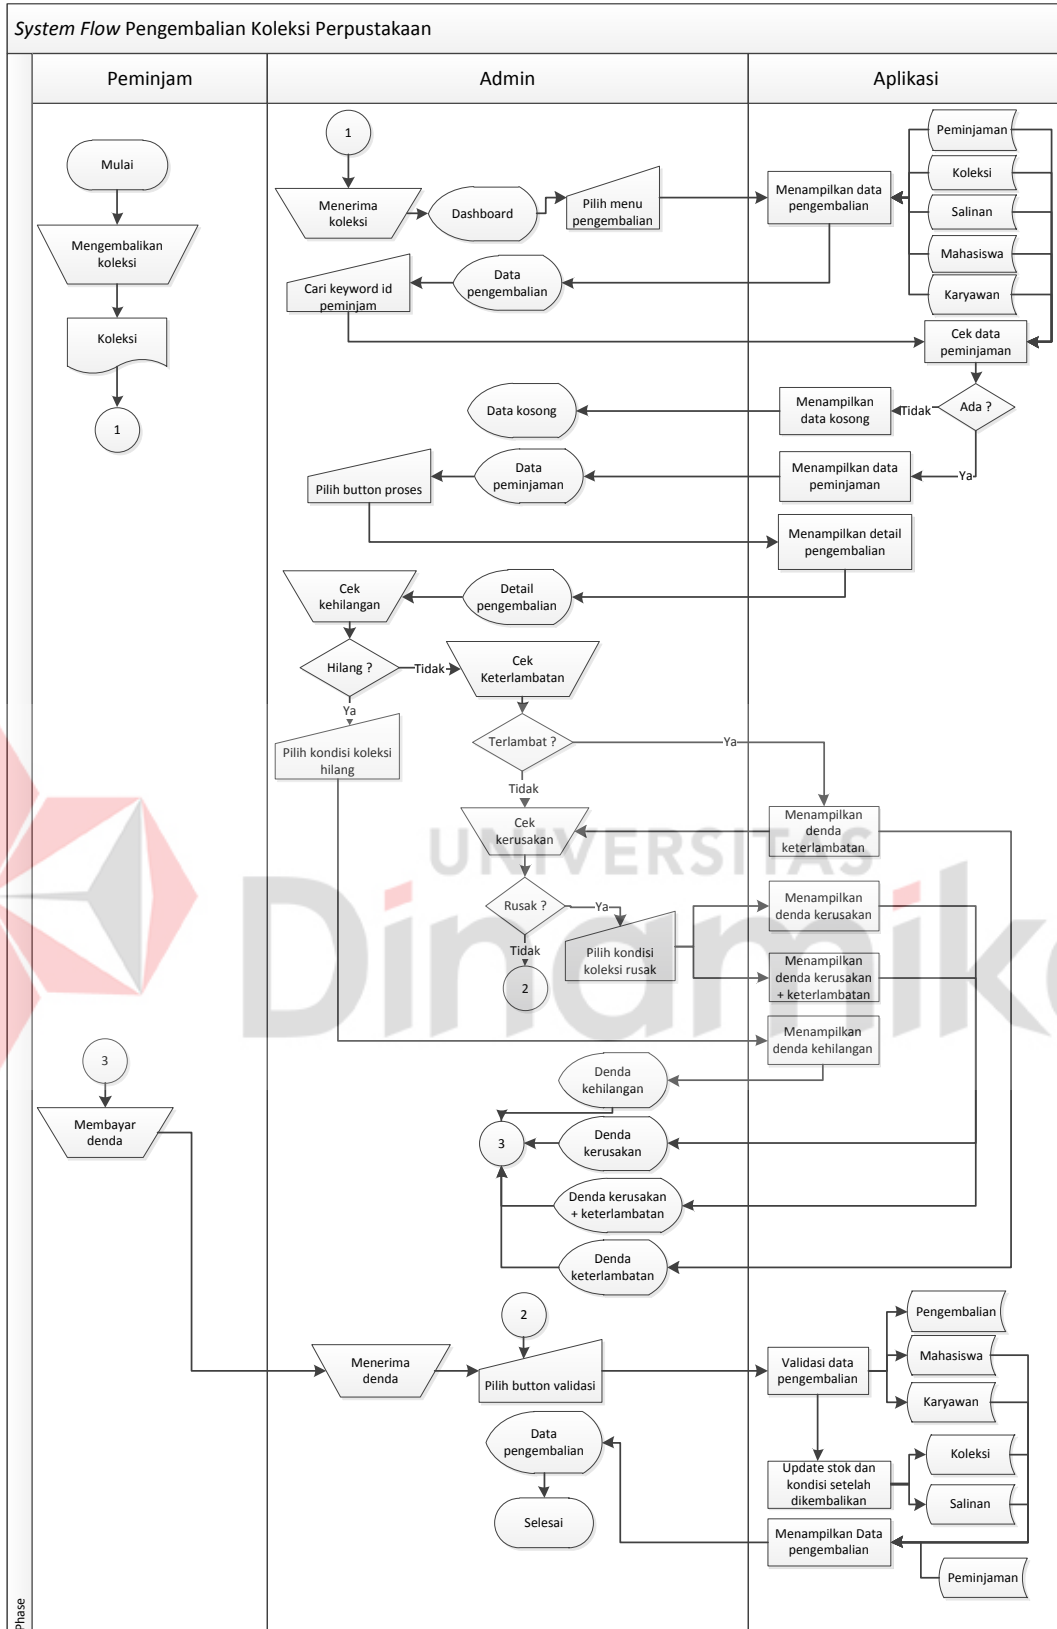 System Flow Pengembalian Koleksi Perpustakaan
Peminjam
Admin
Aplikasi
Mulai
Mengembalikan
koleksi
Koleksi
1
1
Menerima
koleksi
Dashboard
Pilih menu
pengembalian
Menampilkan data
pengembalian
Peminjaman
Koleksi
Salinan
Mahasiswa
Karyawan
Data
pengembalian
Cari keyword id
peminjam
Cek data
peminjaman
Ada ?
Tidak
Menampilkan
data kosong
Data kosong
Ya
Menampilkan data
peminjaman
Data
peminjaman
Pilih button proses
Menampilkan detail
pengembalian
Detail
pengembalian
Cek
kehilangan
Hilang ?
Tidak
Cek
Keterlambatan
Ya
Pilih kondisi koleksi
hilang
Terlambat ?
Ya
Tidak
Cek
kerusakan
Menampilkan
denda
keterlambatan
UNIVERSITAS
Dinamika
Rusak ?
Ya
Tidak
2
Pilih kondisi
koleksi rusak
Menampilkan
denda kerusakan
Menampilkan
denda kerusakan
+ keterlambatan
Menampilkan
denda kehilangan
Denda
kehilangan
3
Membayar
denda
3
Denda
kerusakan
Denda kerusakan
+ keterlambatan
Denda
keterlambatan
2
Menerima
denda
Pilih button validasi
Validasi data
pengembalian
Pengembalian
Mahasiswa
Karyawan
Data
pengembalian
Update stok dan
kondisi setelah
dikembalikan
Koleksi
Salinan
Selesai
Menampilkan Data
pengembalian
Peminjaman
Phase